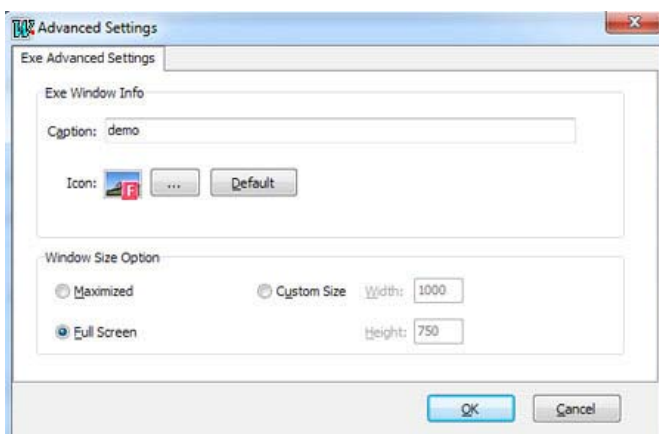 Advanced Settings
Exe Advanced Settings
Exe Window Info
Caption: demo
Icon: F ... Default
Window Size Option
Maximized Custom Size Width: 1000
Full Screen Height: 750
OK Cancel